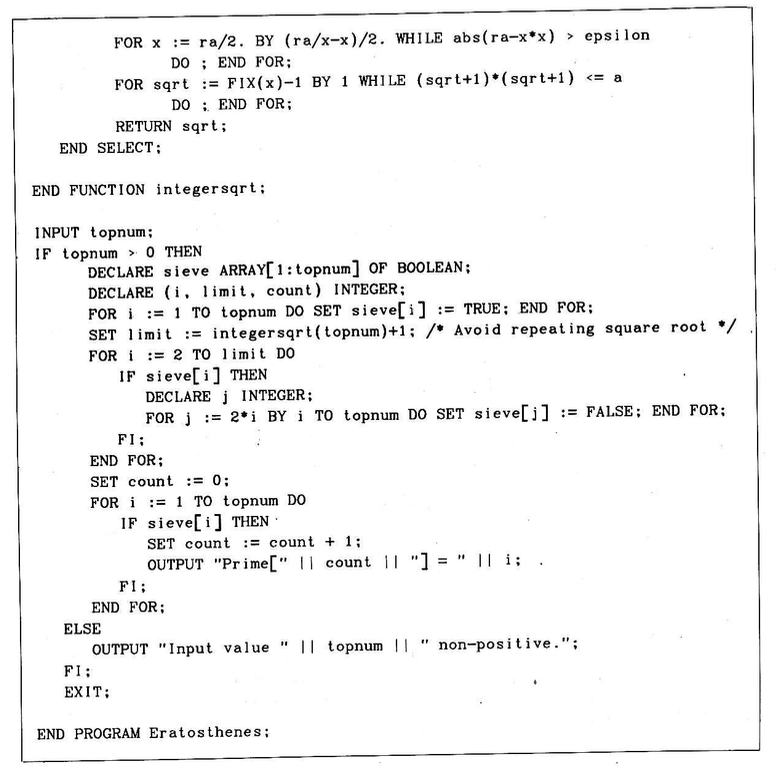 FOR x := ra/2. BY (ra/x-x)/2. WHILE abs(ra-x*x) > epsilon
DO ; END FOR;
FOR sqrt := FIX(x)-1 BY 1 WHILE (sqrt+1)*(sqrt+1) <= a
DO ; END FOR;
RETURN sqrt;
END SELECT;
END FUNCTION integersqrt;
INPUT topnum;
IF topnum > 0 THEN
DECLARE sieve ARRAY[1:topnum] OF BOOLEAN;
DECLARE (i, limit, count) INTEGER;
FOR i := 1 TO topnum DO SET sieve[i] := TRUE; END FOR;
SET limit := integersqrt(topnum)+1; /* Avoid repeating square root */
FOR i := 2 TO limit DO
IF sieve[i] THEN
DECLARE j INTEGER;
FOR j := 2*i BY i TO topnum DO SET sieve[j] := FALSE; END FOR;
FI;
END FOR;
SET count := 0;
FOR i := 1 TO topnum DO
IF sieve[i] THEN
SET count := count + 1;
OUTPUT "Prime[" || count || "] = " || i;
FI;
END FOR;
ELSE
OUTPUT "Input value " || topnum || " non-positive.";
FI;
EXIT;
END PROGRAM Eratosthenes;